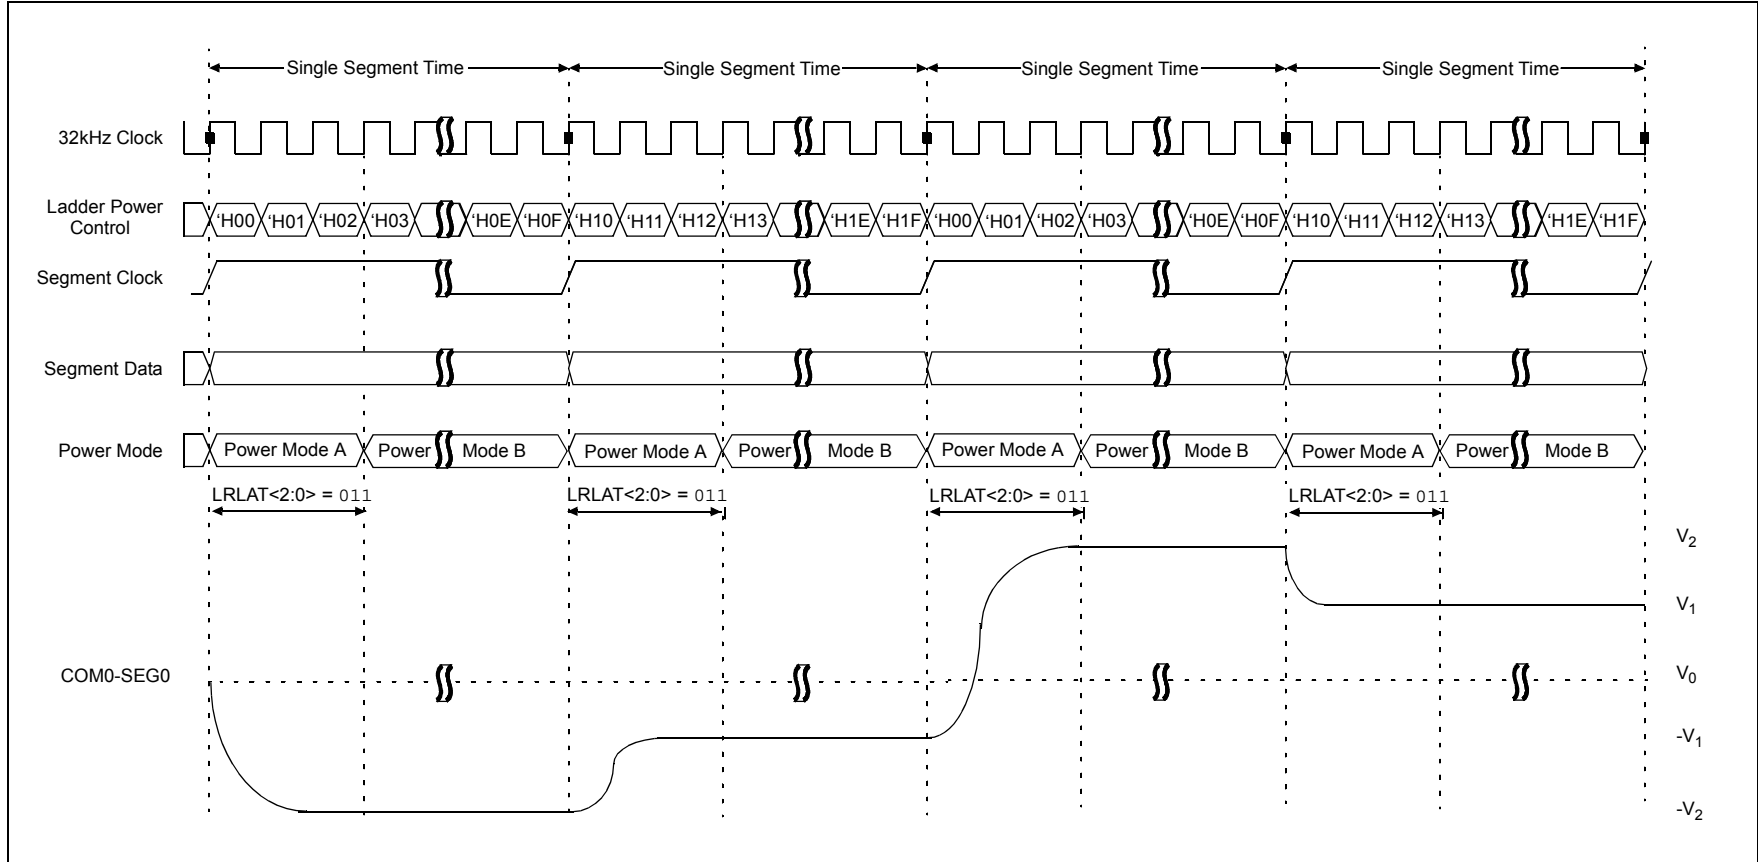 Single Segment Time Single Segment Time Single Segment Time Single Segment Time
32kHz Clock
Ladder Power
Control
‘H00 ‘H01 ‘H02 ‘H03 ‘H0E ‘H0F ‘H10 ‘H11 ‘H12 ‘H13 ‘H1E ‘H1F ‘H00 ‘H01 ‘H02 ‘H03 ‘H0E ‘H0F ‘H10 ‘H11 ‘H12 ‘H13 ‘H1E ‘H1F
Segment Clock
Segment Data
Power Mode Power Mode A Power Mode B Power Mode A Power Mode B Power Mode A Power Mode B Power Mode A Power Mode B
LRLAT<2:0> = 011 LRLAT<2:0> = 011 LRLAT<2:0> = 011 LRLAT<2:0> = 011
V2
V1
COM0-SEG0 V0
-V1
-V2